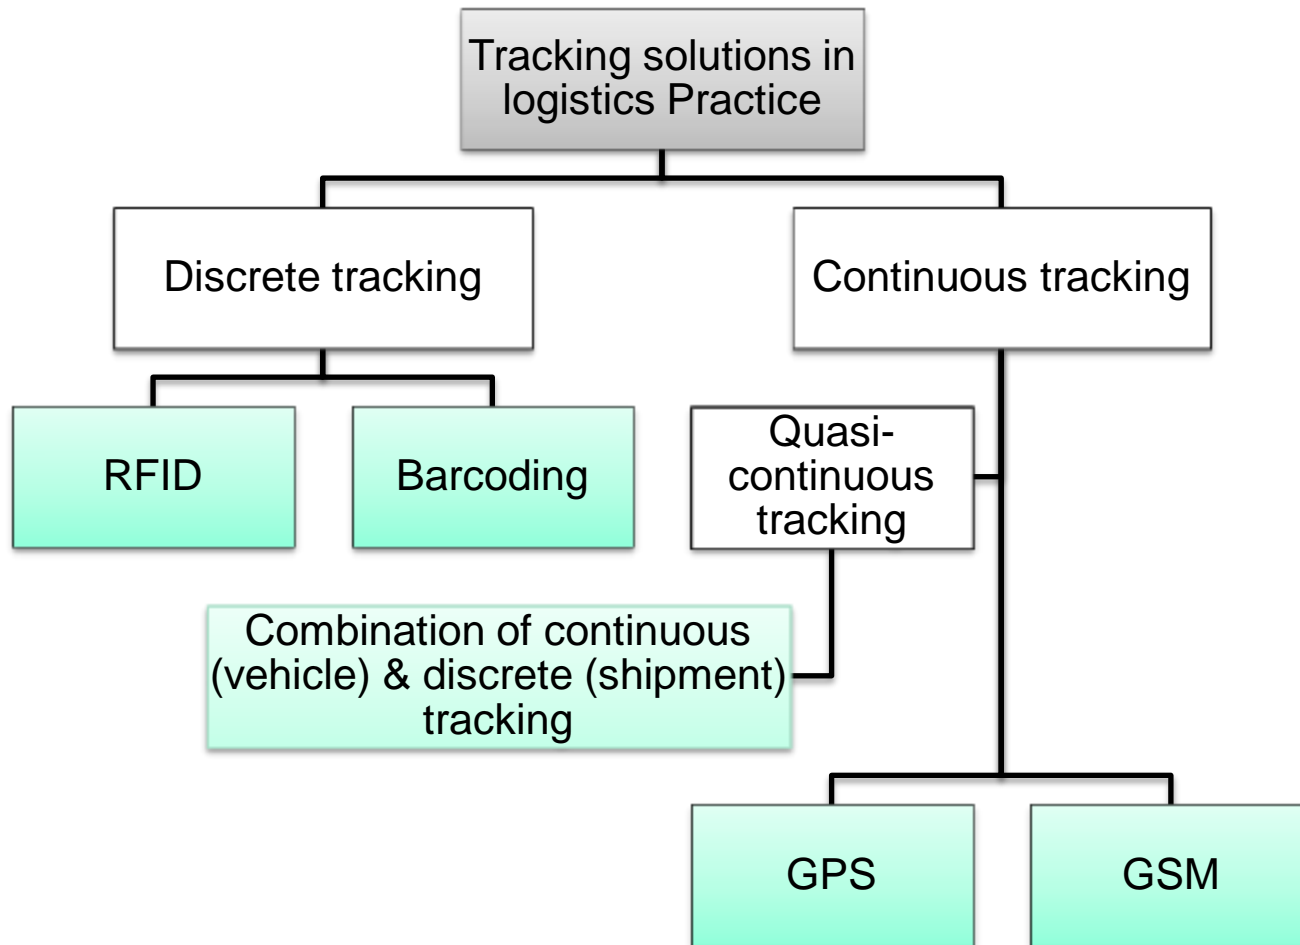 Tracking solutions in
logistics Practice
Discrete tracking
Continuous tracking
RFID
Barcoding
Quasi-
continuous
tracking
Combination of continuous
(vehicle) & discrete (shipment)
tracking
GPS
GSM